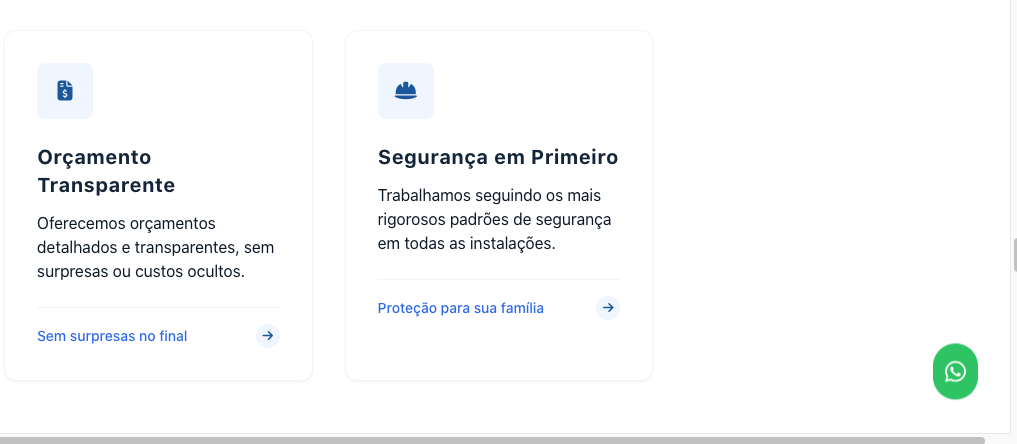 Orçamento
Transparente
Oferecemos orçamentos
detalhados e transparentes, sem
surpresas ou custos ocultos.
Sem surpresas no final
Segurança em Primeiro
Trabalhamos seguindo os mais
rigorosos padrões de segurança
em todas as instalações.
Proteção para sua família